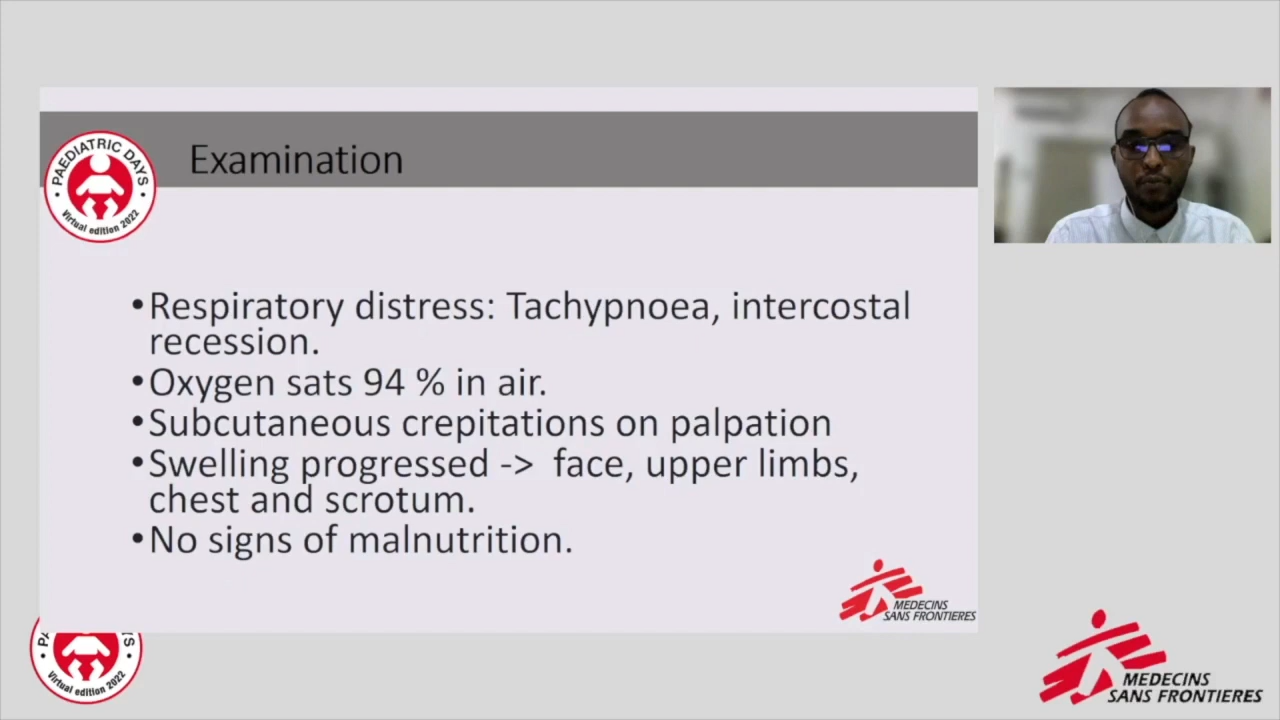 Examination
PAEDIATRIC DAYS
Virtual edition 2022
•Respiratory distress: Tachypnoea, intercostal
recession.
•Oxygen sats 94 % in air.
•Subcutaneous crepitations on palpation
•Swelling progressed -> face, upper limbs,
chest and scrotum.
•No signs of malnutrition.
MEDECINS
SANS FRONTIERES
Virtual edition 2022
MEDECINS
SANS FRONTIERES